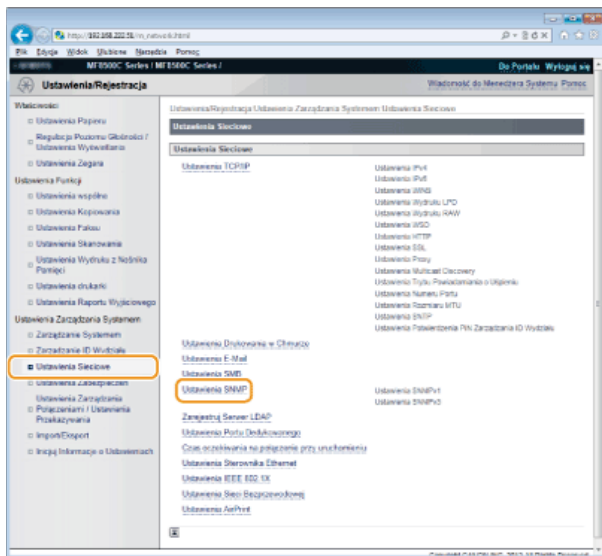 Plik Edycja Widok Ulubione Narzędzia Pomoc
MF8500C Series / MF8500C Series /
Do Portalu Wyloguj się
Ustawienia/Rejestracja
Wiadomość do Menedżera Systemu Pomoc
Właściwości
Ustawienia Papieru
Regulacja Poziomu Głośności /
Ustawienia Wyświetlania
Ustawienia Zegara
Ustawienia Funkcji
Ustawienia wspólne
Ustawienia Kopiowania
Ustawienia Faksu
Ustawienia Skanowania
Ustawienia Wydruku z Nośnika
Pamięci
Ustawienia drukarki
Ustawienia Raportu Wyjściowego
Ustawienia Zarządzania Systemem
Zarządzanie Systemem
Zarządzanie ID Wydziału
Ustawienia Sieciowe
Ustawienia Zabezpieczeń
Ustawienia Zarządzania
Połączeniami / Ustawienia
Przekazywania
Import/Eksport
Inicjuj Informacje o Ustawieniach
Ustawienia/Rejestracja:Ustawienia Zarządzania Systemem: Ustawienia Sieciowe
Ustawienia Sieciowe
Ustawienia Sieciowe
Ustawienia TCP/IP
Ustawienia IPv4
Ustawienia IPv6
Ustawienia WINS
Ustawienia Wydruku LPD
Ustawienia Wydruku RAW
Ustawienia WSD
Ustawienia HTTP
Ustawienia SSL
Ustawienia Proxy
Ustawienia Multicast Discovery
Ustawienia Trybu Powiadamiania o Uśpieniu
Ustawienia Numeru Portu
Ustawienia Rozmiaru MTU
Ustawienia SNTP
Ustawienia Potwierdzenia PIN Zarządzania ID Wydziału
Ustawienia Drukowania w Chmurze
Ustawienia E-Mail
Ustawienia SMB
Ustawienia SNMP
Ustawienia SNMPv1
Ustawienia SNMPv3
Zarejestruj Serwer LDAP
Ustawienia Portu Dedykowanego
Czas oczekiwania na połączenie przy uruchomieniu
Ustawienia Sterownika Ethernet
Ustawienia IEEE 802.1X
Ustawienia Sieci Bezprzewodowej
Ustawienia AirPrint